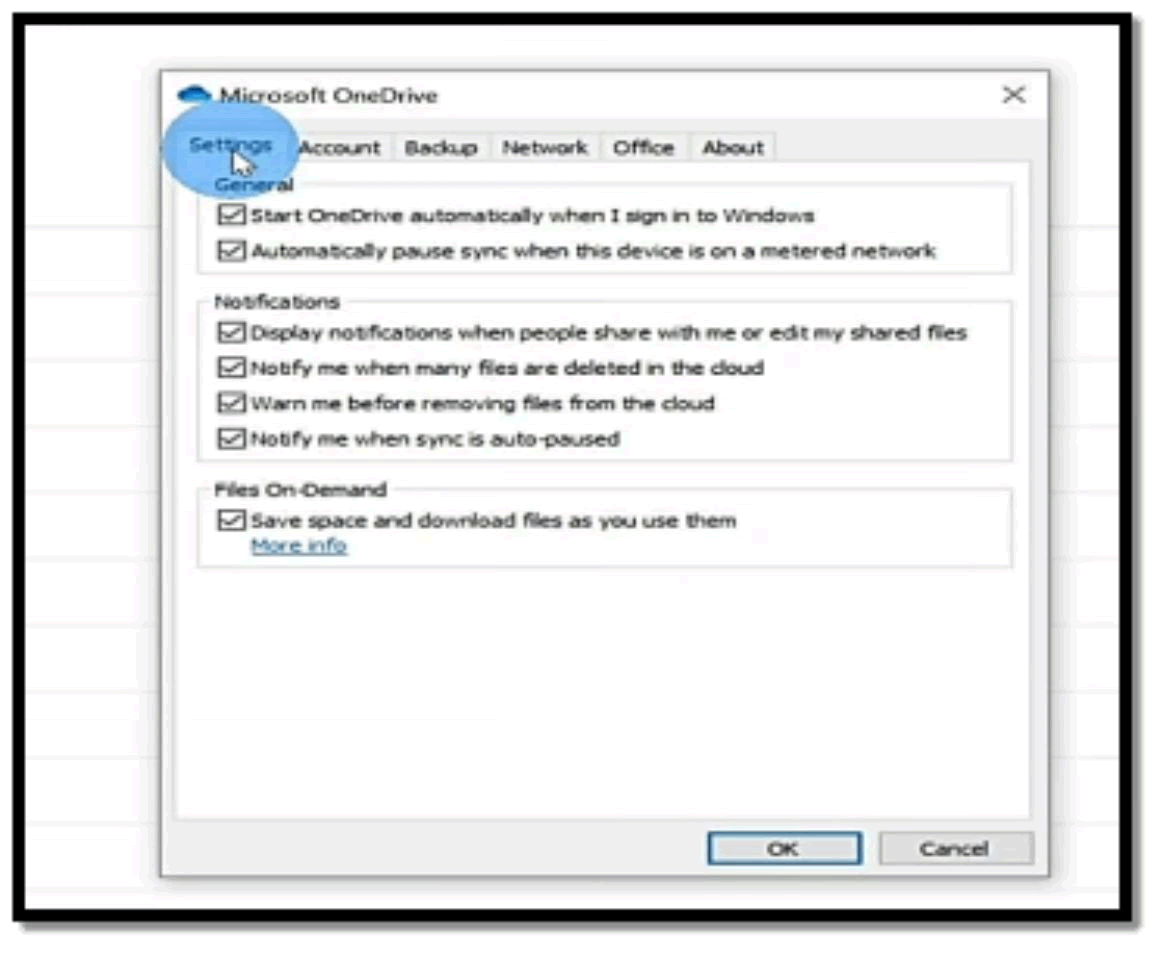 Microsoft OneDrive
Settings Account Backup Network Office About
General
Start OneDrive automatically when I sign in to Windows
Automatically pause sync when this device is on a metered network
Notifications
Display notifications when people share with me or edit my shared files
Notify me when many files are deleted in the cloud
Warn me before removing files from the cloud
Notify me when sync is auto-paused
Files On-Demand
Save space and download files as you use them
More info
OK Cancel